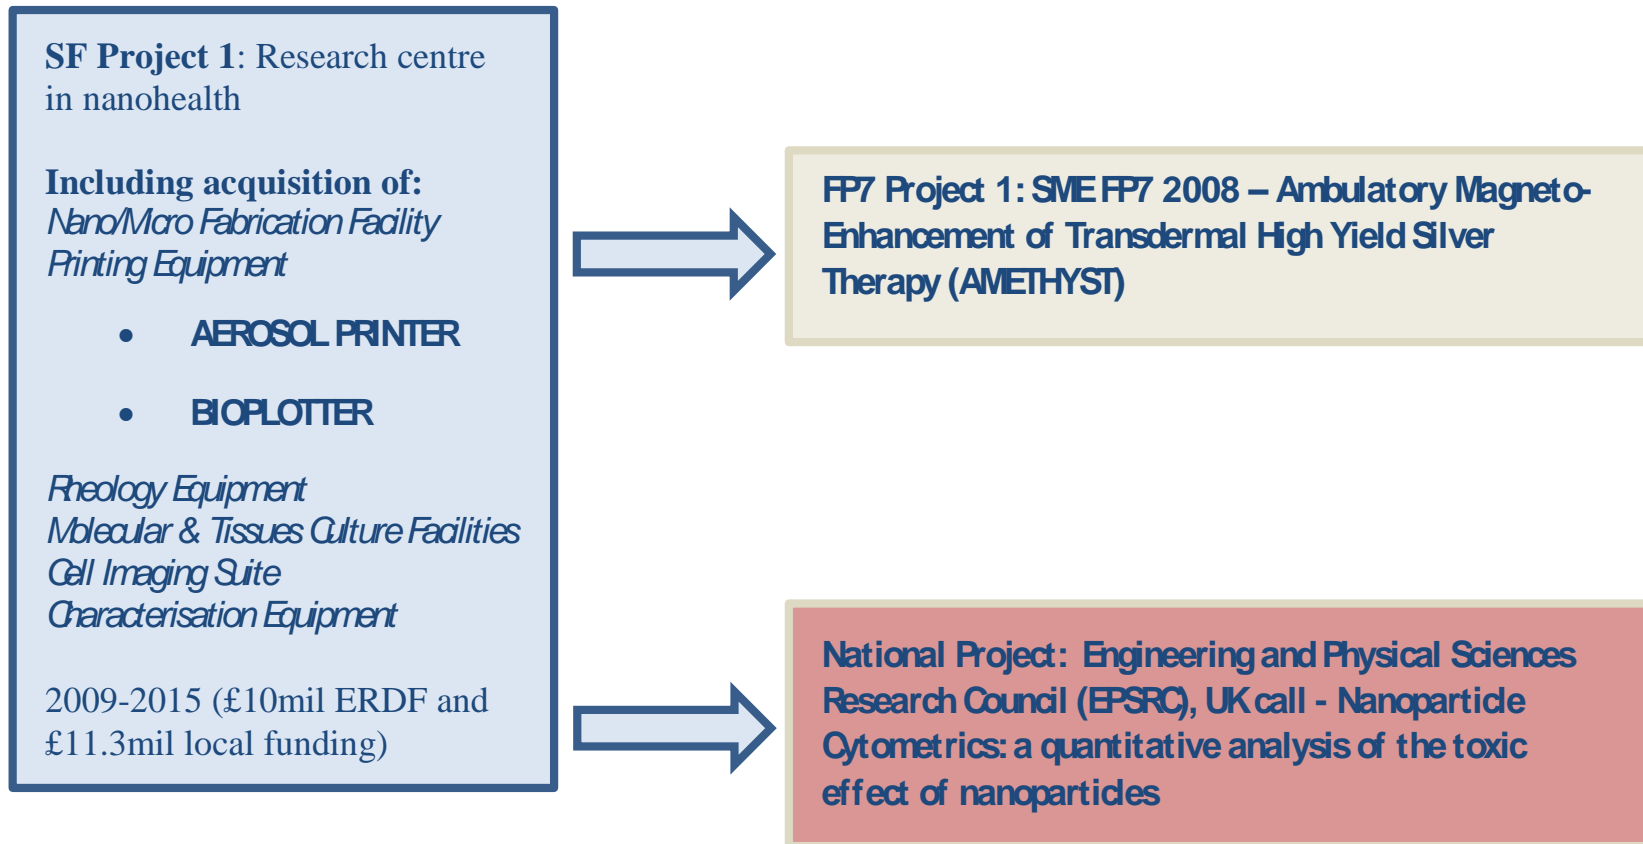 SF Project 1: Research centre
in nanohealth
Including acquisition of:
Nano/Micro Fabrication Facility
Printing Equipment
• AEROSOL PRINTER
• BIOPLOTTER
Rheology Equipment
Molecular & Tissues Culture Facilities
Cell Imaging Suite
Characterisation Equipment
2009-2015 (£10mil ERDF and
£11.3mil local funding)
FP7 Project 1: SME FP7 2008 – Ambulatory Magneto-
Enhancement of Transdermal High Yield Silver
Therapy (AMETHYST)
National Project: Engineering and Physical Sciences
Research Council (EPSRC), UK call - Nanoparticle
Cytometrics: a quantitative analysis of the toxic
effect of nanoparticles